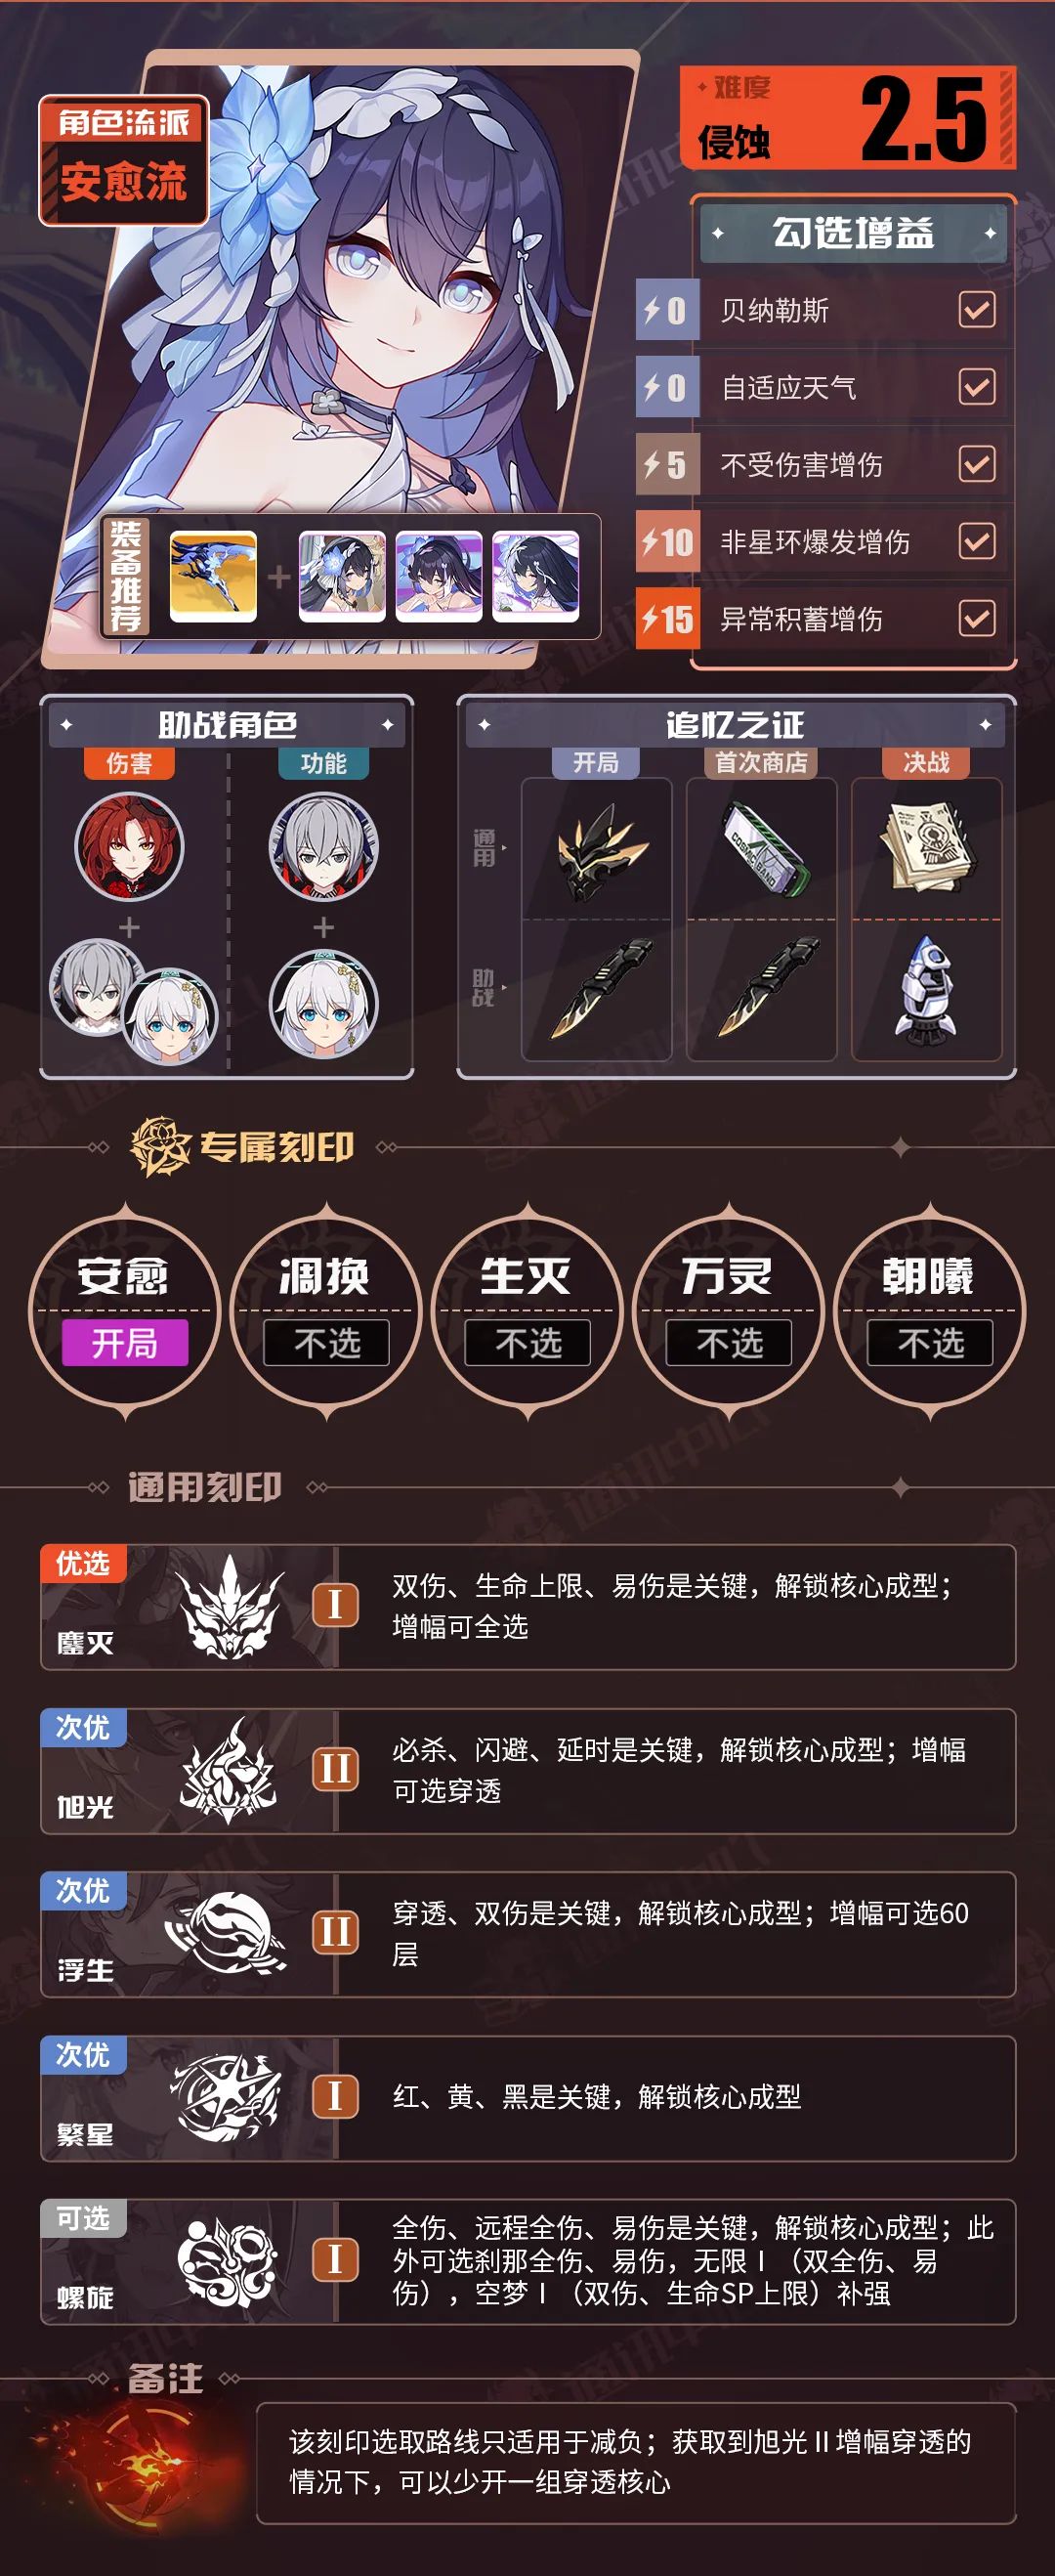 角色流派
安愈流
难度
侵蚀
2.5
勾选增益
0 贝纳勒斯
0 自适应天气
5 不受伤害增伤
10 非星环爆发增伤
15 异常积蓄增伤
装备推荐
助战角色
伤害
功能
追忆之证
开局
首次商店
决战
通用
助战
COSMIC BAND
专属刻印
安愈
开局
凋换
不选
生灭
不选
万灵
不选
朝曦
不选
通用刻印
优选
鏖灭
I
双伤、生命上限、易伤是关键，解锁核心成型；
增幅可全选
次优
旭光
II
必杀、闪避、延时是关键，解锁核心成型；增幅
可选穿透
次优
浮生
II
穿透、双伤是关键，解锁核心成型；增幅可选60
层
次优
繁星
I
红、黄、黑是关键，解锁核心成型
可选
螺旋
I
全伤、远程全伤、易伤是关键，解锁核心成型；此
外可选刹那全伤、易伤，无限Ⅰ（双全伤、易
伤），空梦Ⅰ（双伤、生命SP上限）补强
备注
该刻印选取路线只适用于减负；获取到旭光Ⅱ增幅穿透的
情况下，可以少开一组穿透核心